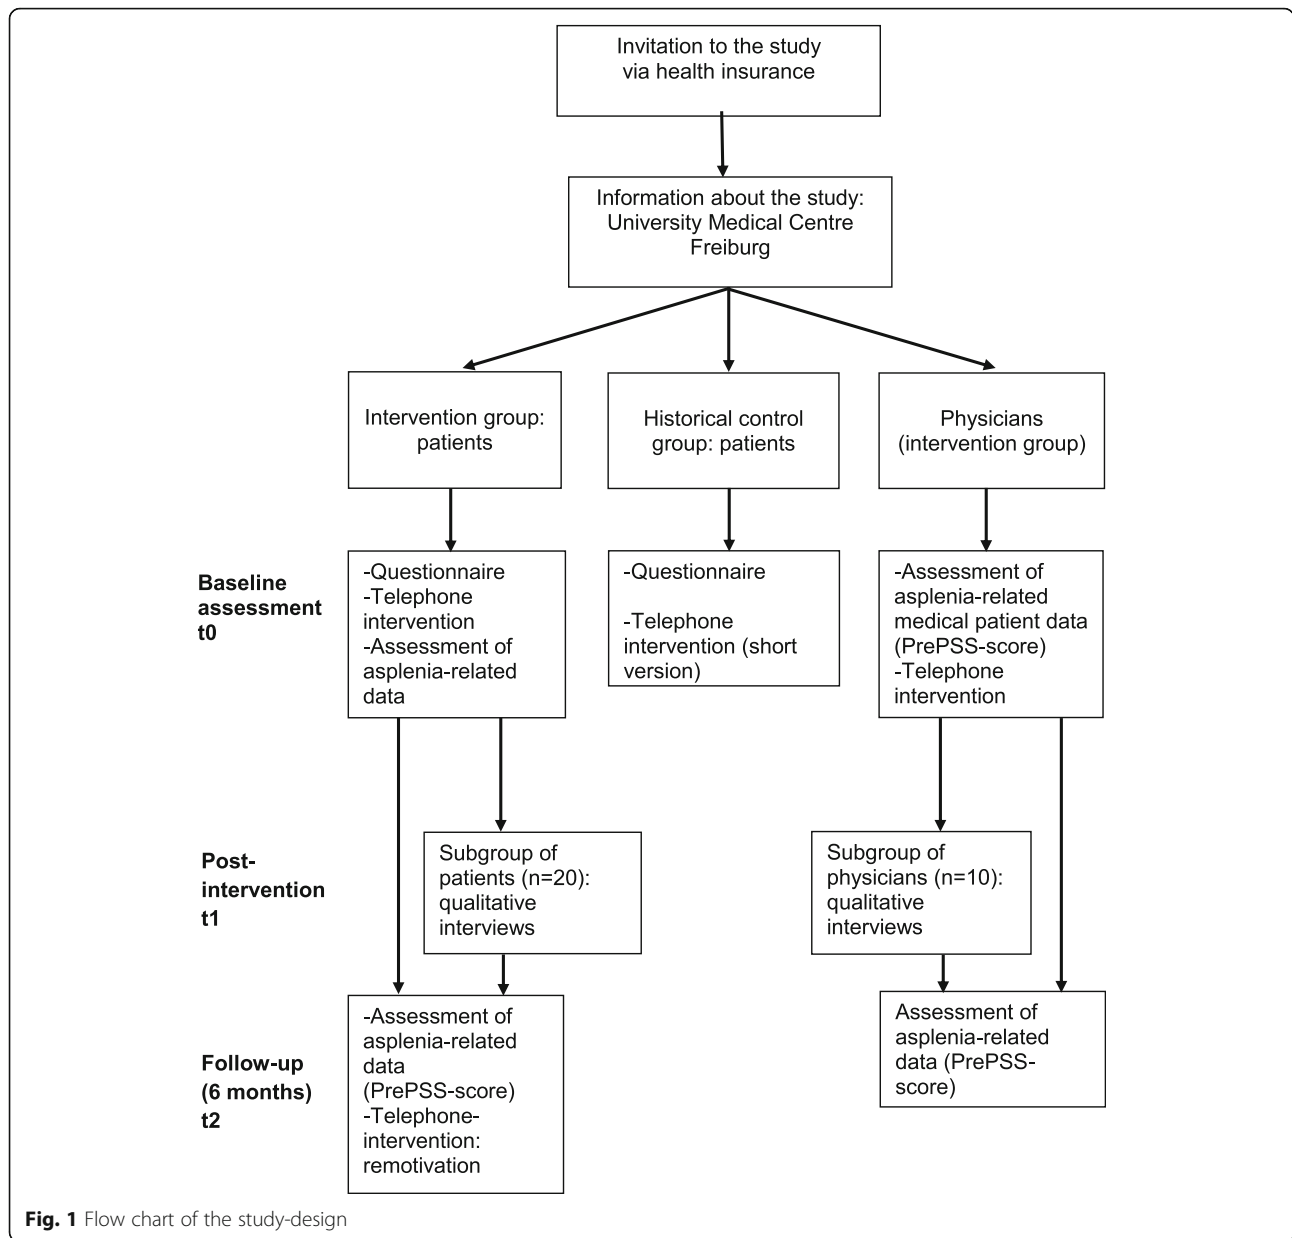 Invitation to the study
via health insurance
Information about the study:
University Medical Centre
Freiburg
Intervention group:
patients
Historical control
group: patients
Physicians
(intervention group)
Baseline
assessment
t0
-Questionnaire
-Telephone
intervention
-Assessment of
asplenia-related
data
-Questionnaire
-Telephone
intervention (short
version)
-Assessment of
asplenia-related
medical patient data
(PrePSS-score)
-Telephone
intervention
Post-
intervention
t1
Subgroup of
patients (n=20):
qualitative
interviews
Subgroup of
physicians (n=10):
qualitative
interviews
Follow-up
(6 months)
t2
-Assessment of
asplenia-related
data
(PrePSS-score)
-Telephone-
intervention:
remotivation
Assessment of
asplenia-related
data (PrePSS-
score)
Fig. 1 Flow chart of the study-design